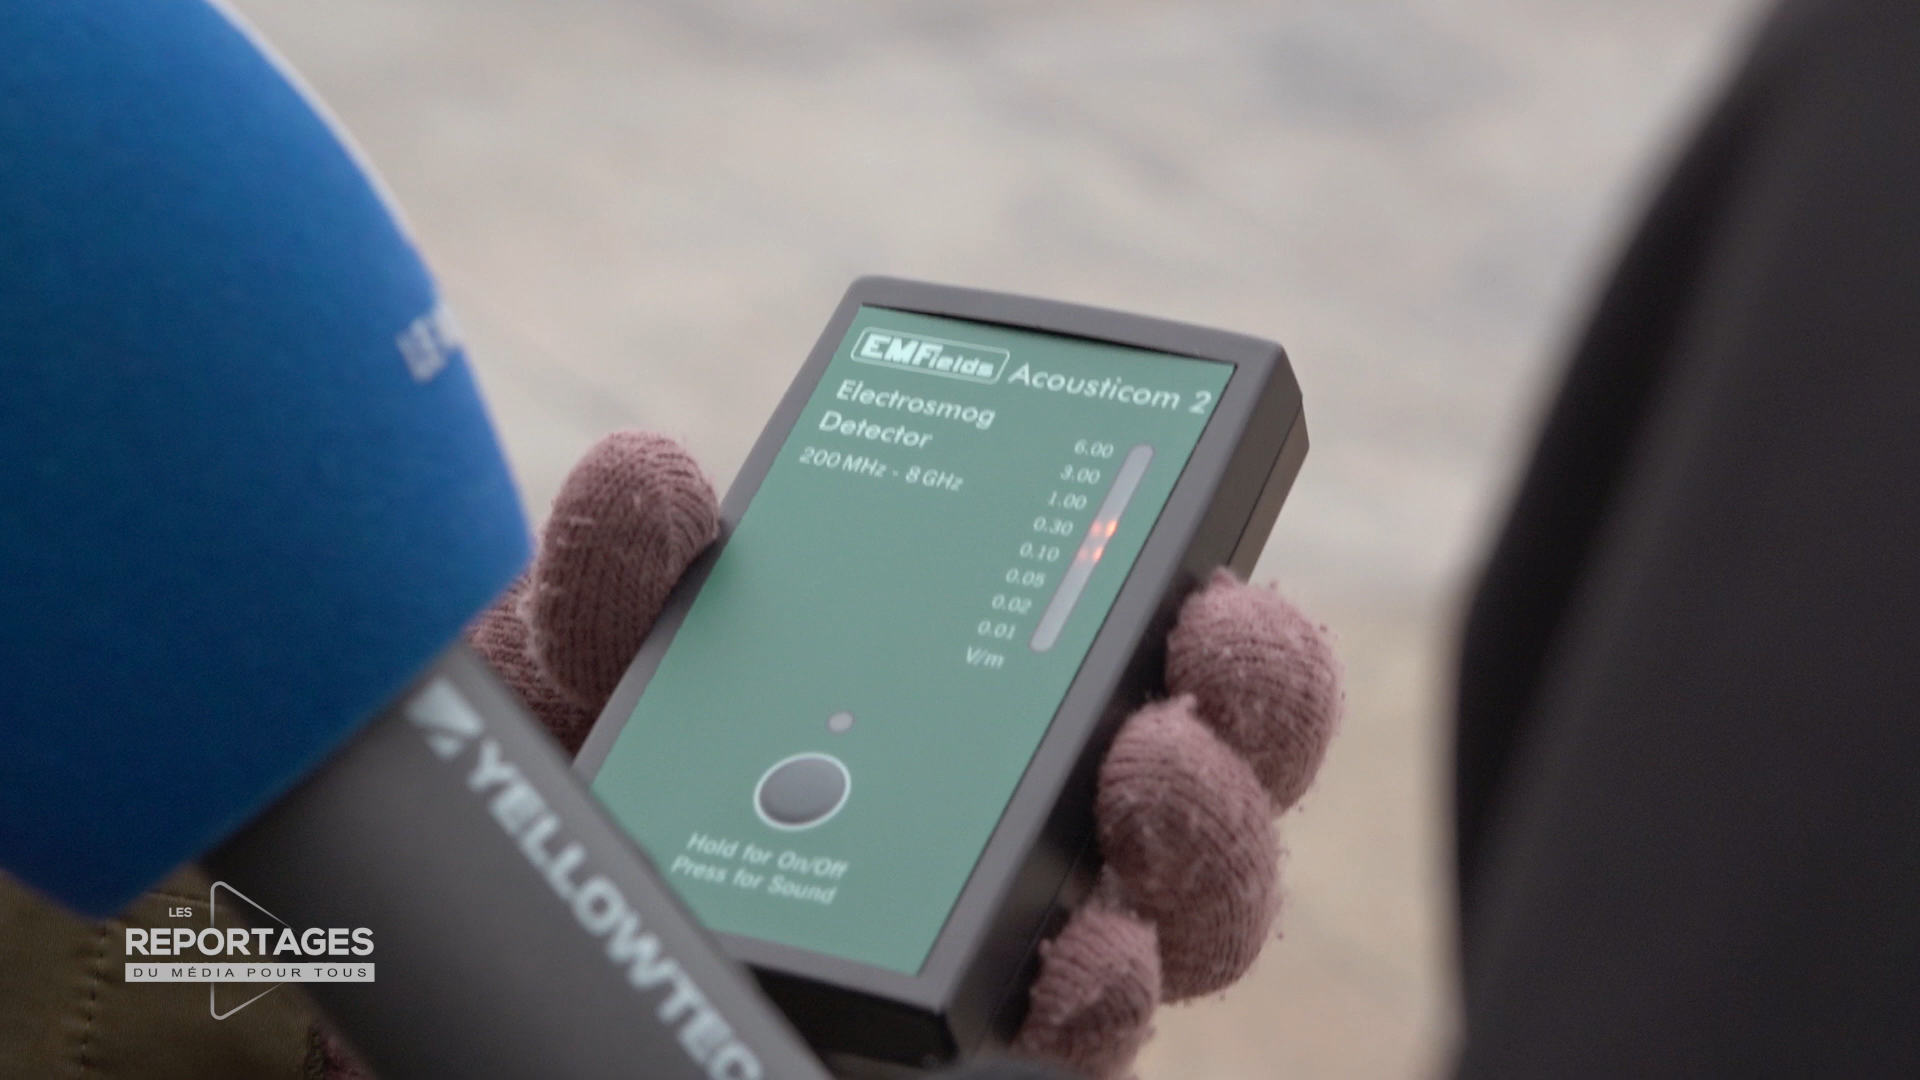 EMFields Acousticom 2
Electrosmog
Detector
200 MHz - 8 GHz
6.00
3.00
1.00
0.30
0.10
0.05
0.02
0.01
V/m
Hold for On/Off
Press for Sound
YELLOWTEC
LES
REPORTAGES
DU MÉDIA POUR TOUS